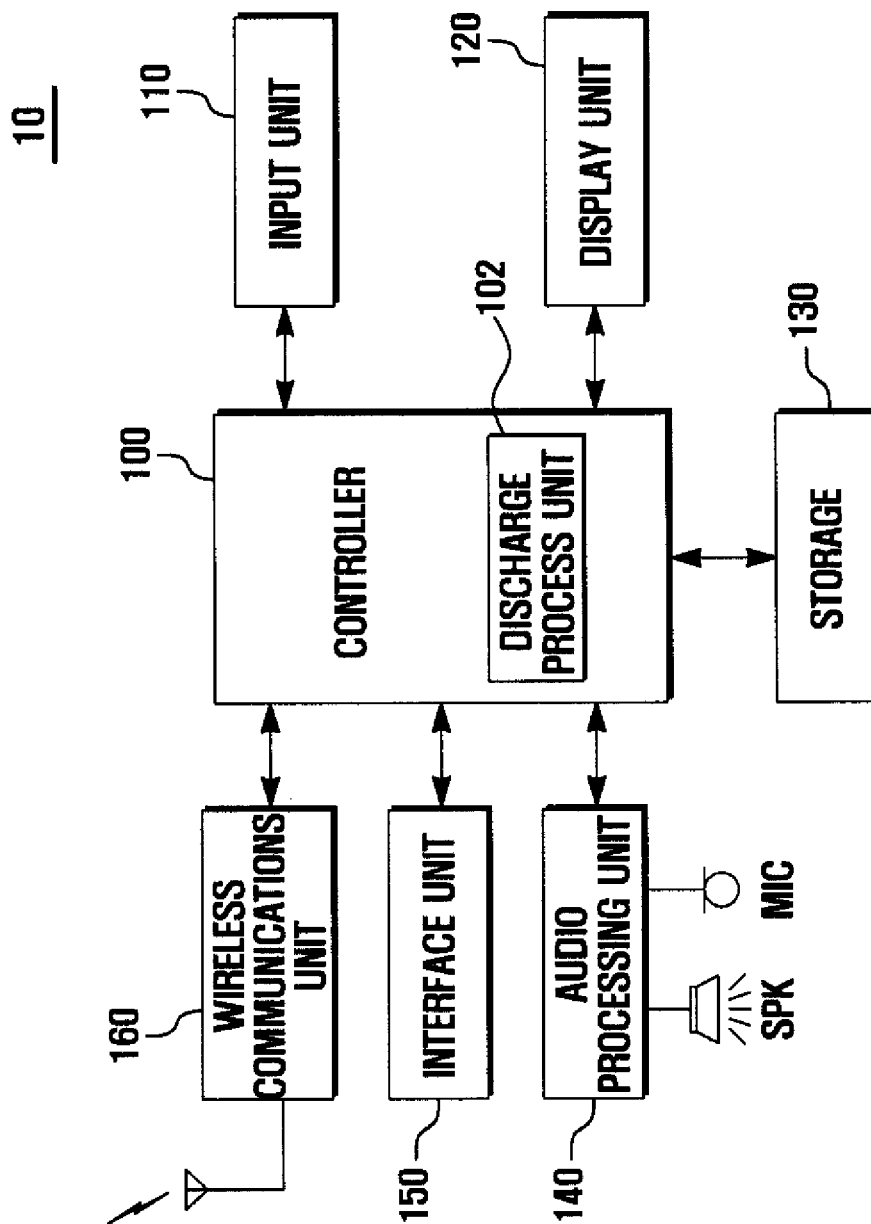 10
160
WIRELESS
COMMUNICATIONS
UNIT
100
CONTROLLER
110
INPUT UNIT
150
INTERFACE UNIT
102
DISCHARGE
PROCESS UNIT
120
DISPLAY UNIT
140
AUDIO
PROCESSING UNIT
SPK
MIC
130
STORAGE